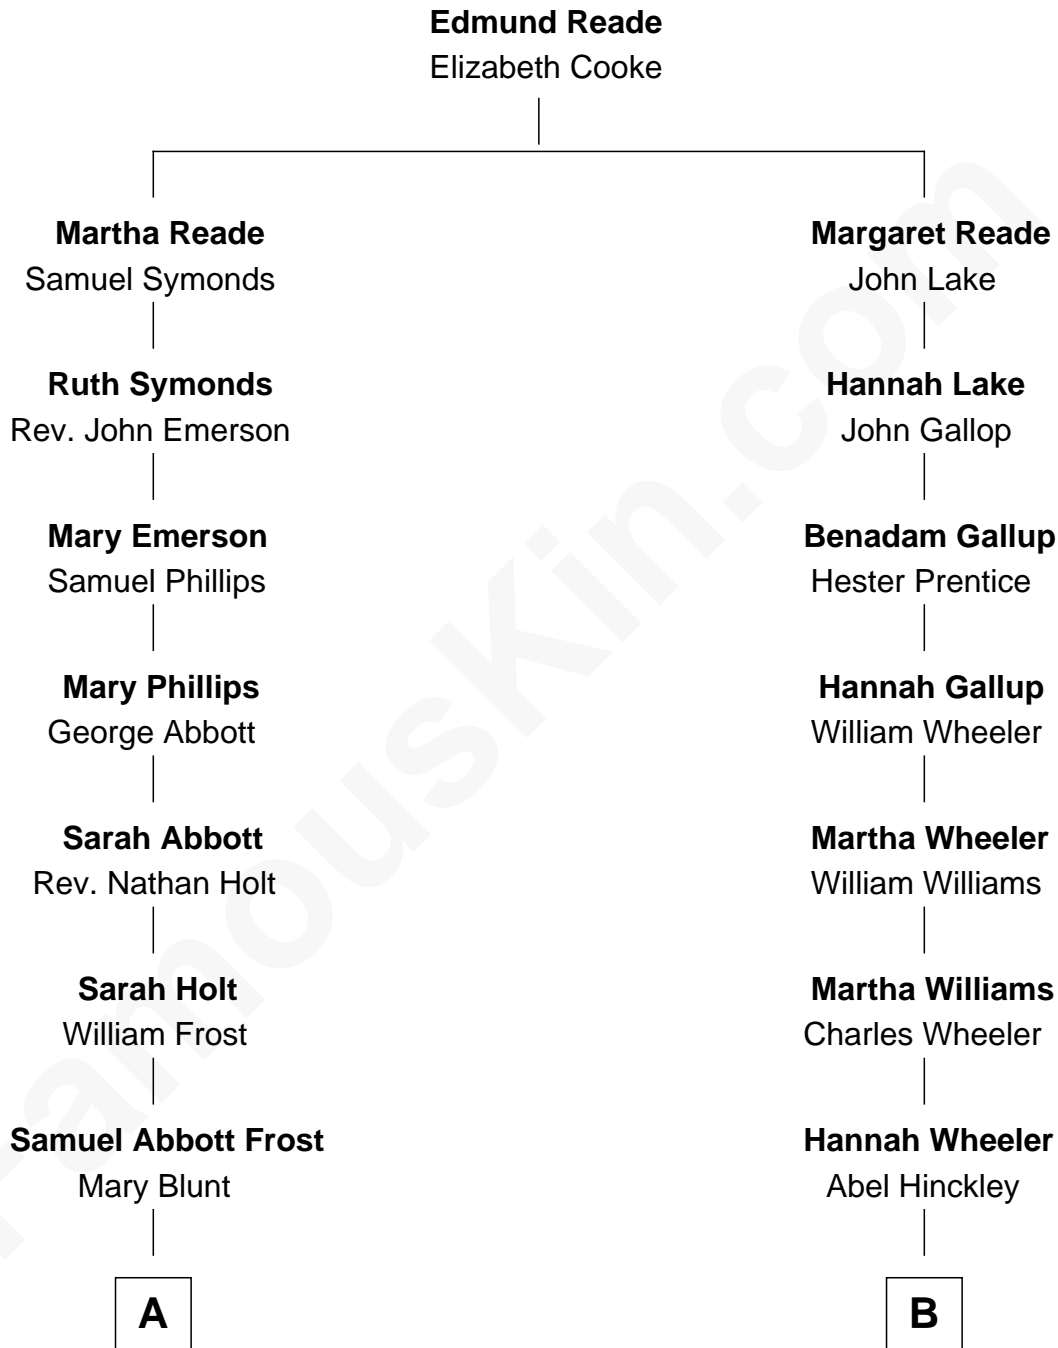 Edmund Reade
Elizabeth Cooke
Martha Reade
Samuel Symonds
Margaret Reade
John Lake
Ruth Symonds
Rev. John Emerson
Hannah Lake
John Gallop
Mary Emerson
Samuel Phillips
Benadam Gallup
Hester Prentice
Mary Phillips
George Abbott
Hannah Gallup
William Wheeler
Sarah Abbott
Rev. Nathan Holt
Martha Wheeler
William Williams
Sarah Holt
William Frost
Martha Williams
Charles Wheeler
Samuel Abbott Frost
Mary Blunt
Hannah Wheeler
Abel Hinckley
A
B
FamousKin.com